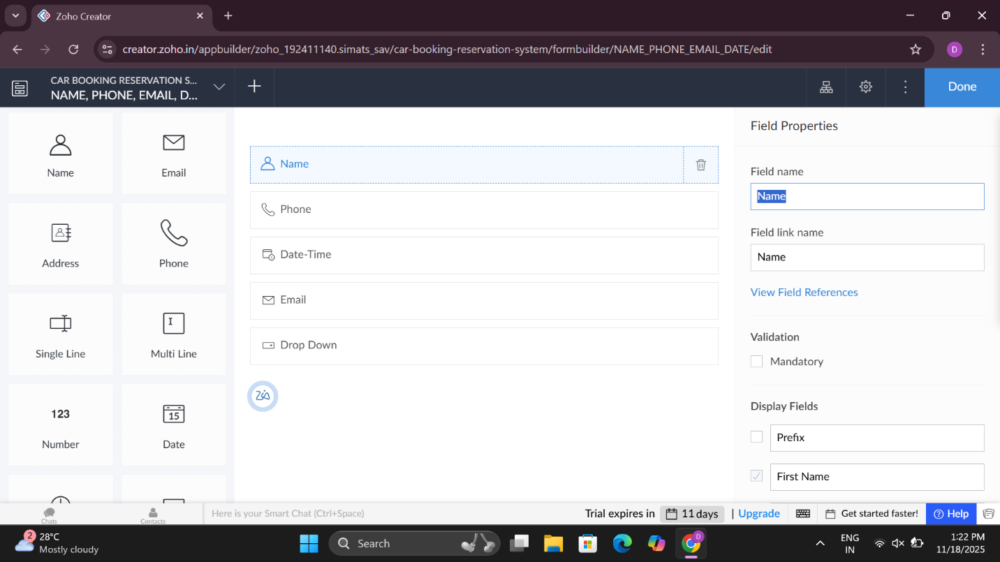 Zoho Creator
creator.zoho.in/appbuilder/zoho_192411140.simats_sav/car-booking-reservation-system/formbuilder/NAME_PHONE_EMAIL_DATE/edit
D
CAR BOOKING RESERVATION S...
NAME, PHONE, EMAIL, D...
Done
Name
Email
Address
Phone
Single Line
Multi Line
123
Number
15
Date
Name
Phone
Date-Time
Email
Drop Down
Zia
Field Properties
Field name
Name
Field link name
Name
View Field References
Validation
Mandatory
Display Fields
Prefix
First Name
Chats
Contacts
Here is your Smart Chat (Ctrl+Space)
Trial expires in 11 days | Upgrade
Get started faster!
Help
2
28°C
Mostly cloudy
Search
D
ENG
IN
1:22 PM
11/18/2025